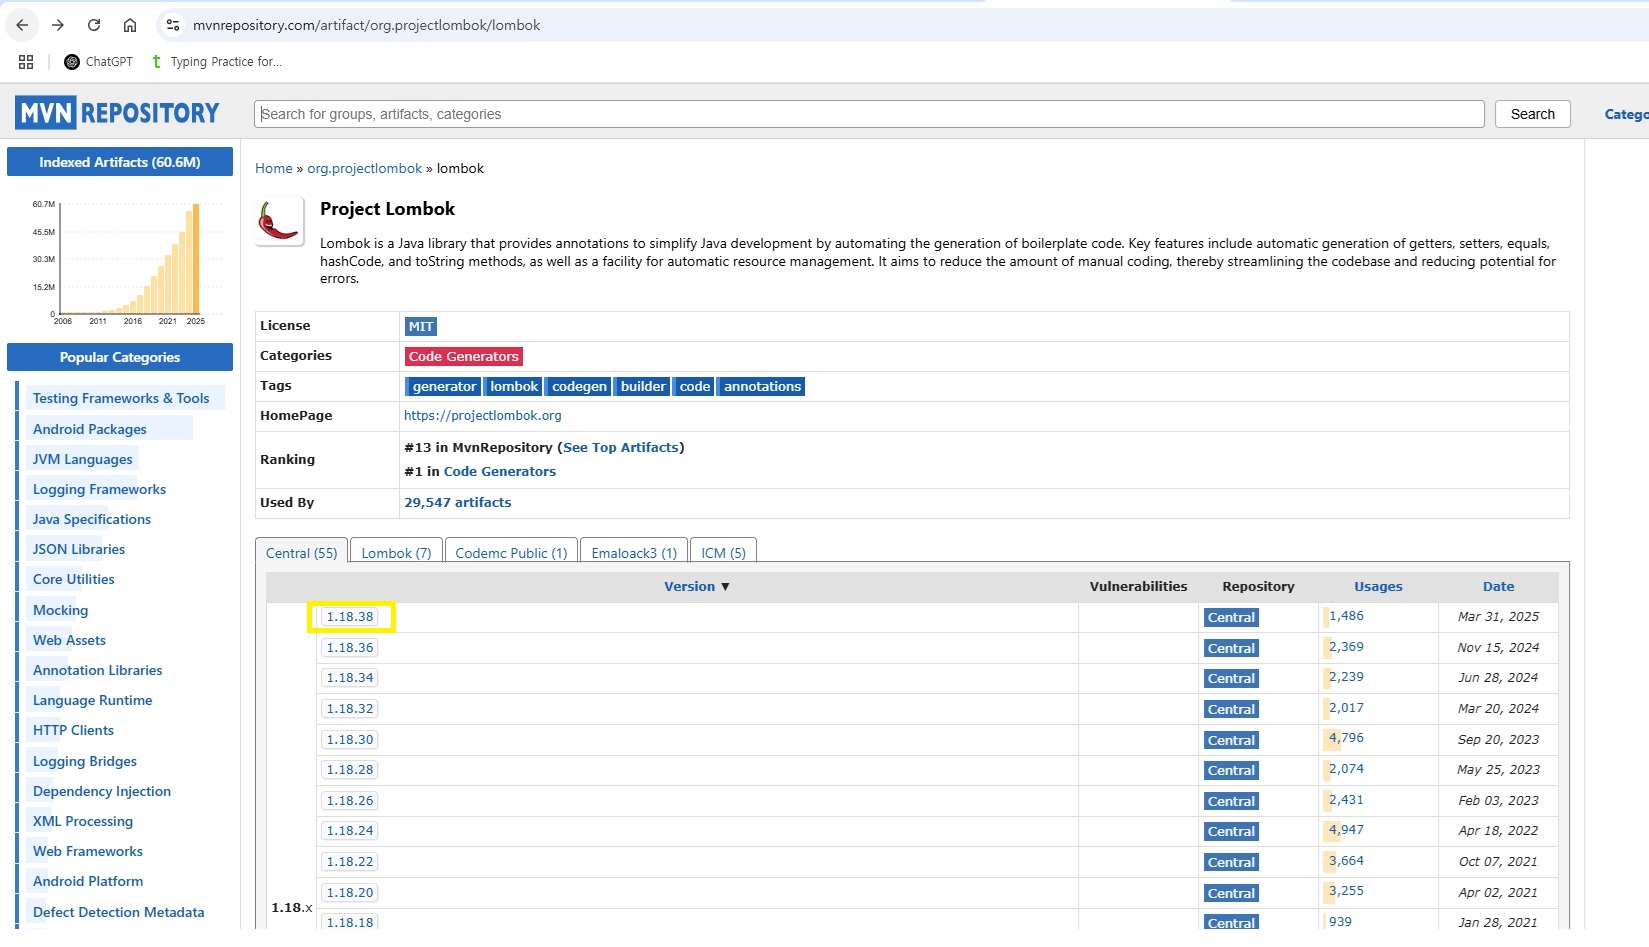 mvnrepository.com/artifact/org.projectlombok/lombok
ChatGPT
Typing Practice for...
MVN REPOSITORY
Search for groups, artifacts, categories
Search
Catego
Indexed Artifacts (60.6M)
60.7M
45.5M
30.3M
15.2M
0
2006 2011 2016 2021 2025
Popular Categories
Testing Frameworks & Tools
Android Packages
JVM Languages
Logging Frameworks
Java Specifications
JSON Libraries
Core Utilities
Mocking
Web Assets
Annotation Libraries
Language Runtime
HTTP Clients
Logging Bridges
Dependency Injection
XML Processing
Web Frameworks
Android Platform
Defect Detection Metadata
Home » org.projectlombok » lombok
Project Lombok
Lombok is a Java library that provides annotations to simplify Java development by automating the generation of boilerplate code. Key features include automatic generation of getters, setters, equals,
hashCode, and toString methods, as well as a facility for automatic resource management. It aims to reduce the amount of manual coding, thereby streamlining the codebase and reducing potential for
errors.
License MIT
Categories Code Generators
Tags generator lombok codegen builder code annotations
HomePage https://projectlombok.org
Ranking #13 in MvnRepository (See Top Artifacts)
#1 in Code Generators
Used By 29,547 artifacts
Central (55) Lombok (7) Codemc Public (1) Emaloack3 (1) ICM (5)
Version ▼ Vulnerabilities Repository Usages Date
1.18.38 Central 1,486 Mar 31, 2025
1.18.36 Central 2,369 Nov 15, 2024
1.18.34 Central 2,239 Jun 28, 2024
1.18.32 Central 2,017 Mar 20, 2024
1.18.30 Central 4,796 Sep 20, 2023
1.18.28 Central 2,074 May 25, 2023
1.18.26 Central 2,431 Feb 03, 2023
1.18.24 Central 4,947 Apr 18, 2022
1.18.22 Central 3,664 Oct 07, 2021
1.18.20 Central 3,255 Apr 02, 2021
1.18.x
1.18.18 Central 939 Jan 28, 2021